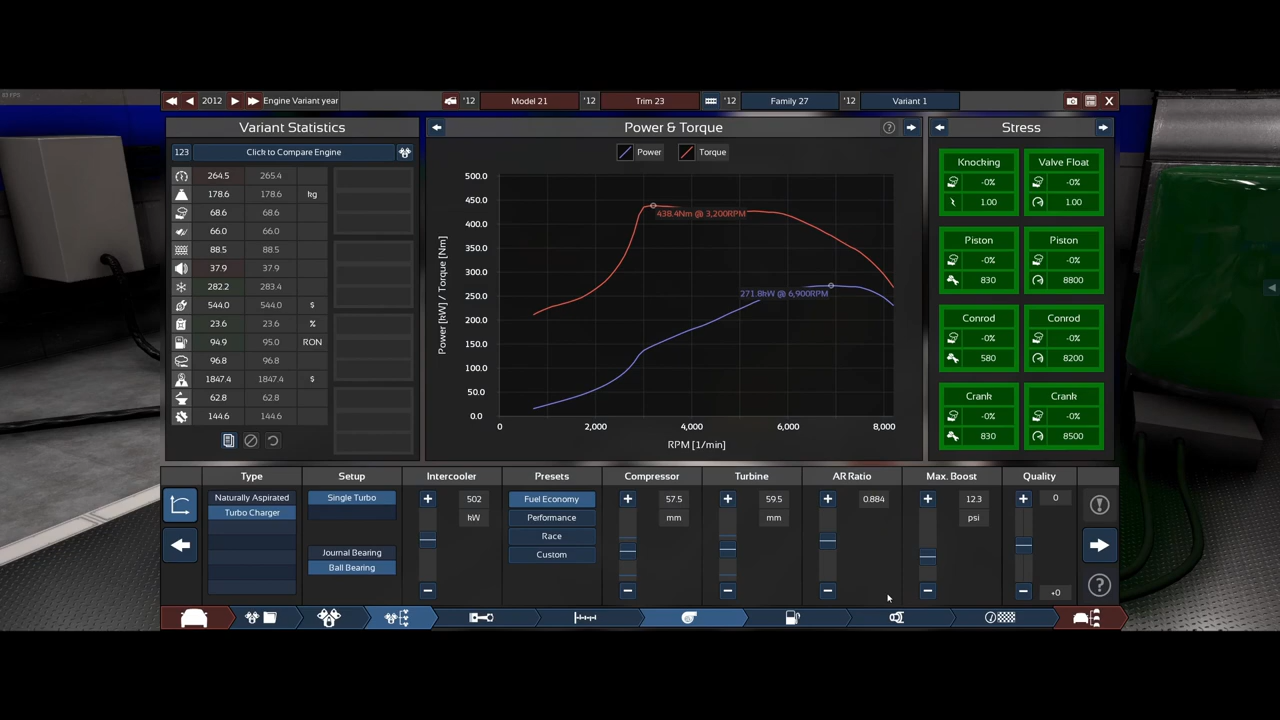 2012 Engine Variant year '12 Model 21 '12 Trim 23 '12 Family 27 '12 Variant 1 X
Variant Statistics
123 Click to Compare Engine
264.5 265.4
178.6 178.6 kg
68.6 68.6
66.0 66.0
88.5 88.5
37.9 37.9
282.2 283.4
544.0 544.0 $
23.6 23.6 %
94.9 95.0 RON
96.8 96.8
1847.4 1847.4 $
62.8 62.8
144.6 144.6
Power & Torque ?
Power Torque
Power [kW] / Torque [Nm]
500.0
450.0
400.0
350.0
300.0
250.0
200.0
150.0
100.0
50.0
0.0
438.4Nm @ 3,200RPM
271.8kW @ 6,900RPM
0 2,000 4,000 6,000 8,000
RPM [1/min]
Stress
Knocking Valve Float
-0% -0%
1.00 1.00
Piston Piston
-0% -0%
830 8800
Conrod Conrod
-0% -0%
580 8200
Crank Crank
-0% -0%
830 8500
Type Setup Intercooler Presets Compressor Turbine AR Ratio Max. Boost Quality
Naturally Aspirated Single Turbo + 502 Fuel Economy + 57.5 + 59.5 + 0.884 + 12.3 + 0
Turbo Charger kW Performance mm mm psi
Race
Journal Bearing Custom
Ball Bearing
+0
?